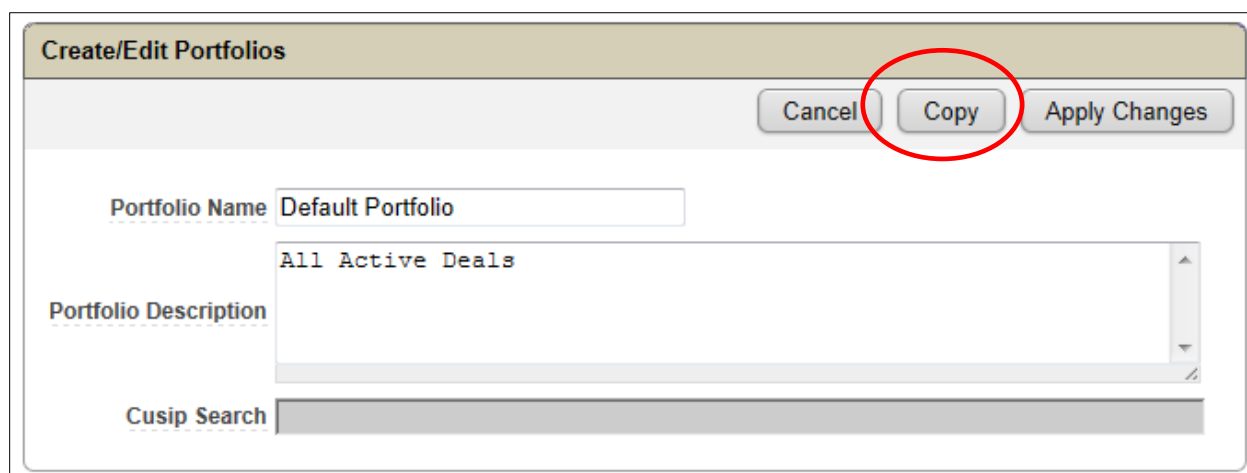 Create/Edit Portfolios
Cancel Copy Apply Changes
Portfolio Name Default Portfolio
All Active Deals
Portfolio Description
Cusip Search